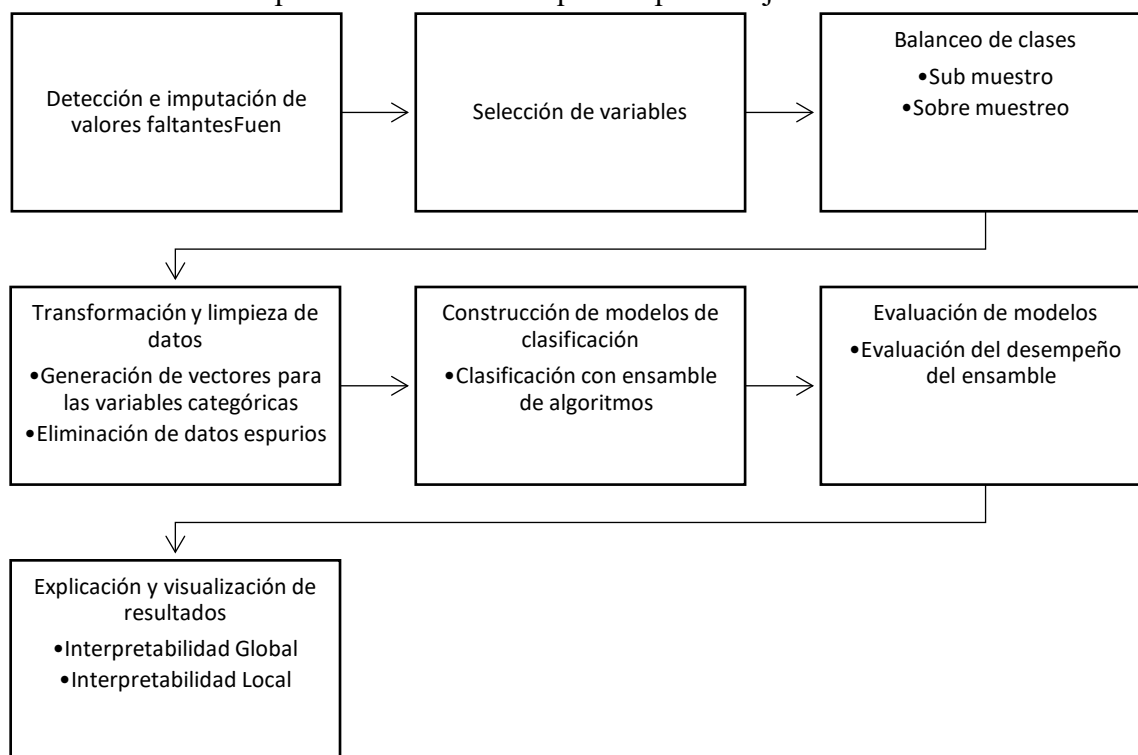 Detección e imputación de
valores faltantesFuen
Selección de variables
Balanceo de clases
•Sub muestro
•Sobre muestreo
Transformación y limpieza de
datos
•Generación de vectores para
las variables categóricas
•Eliminación de datos espurios
Construcción de modelos de
clasificación
•Clasificación con ensamble
de algoritmos
Evaluación de modelos
•Evaluación del desempeño
del ensamble
Explicación y visualización de
resultados
•Interpretabilidad Global
•Interpretabilidad Local